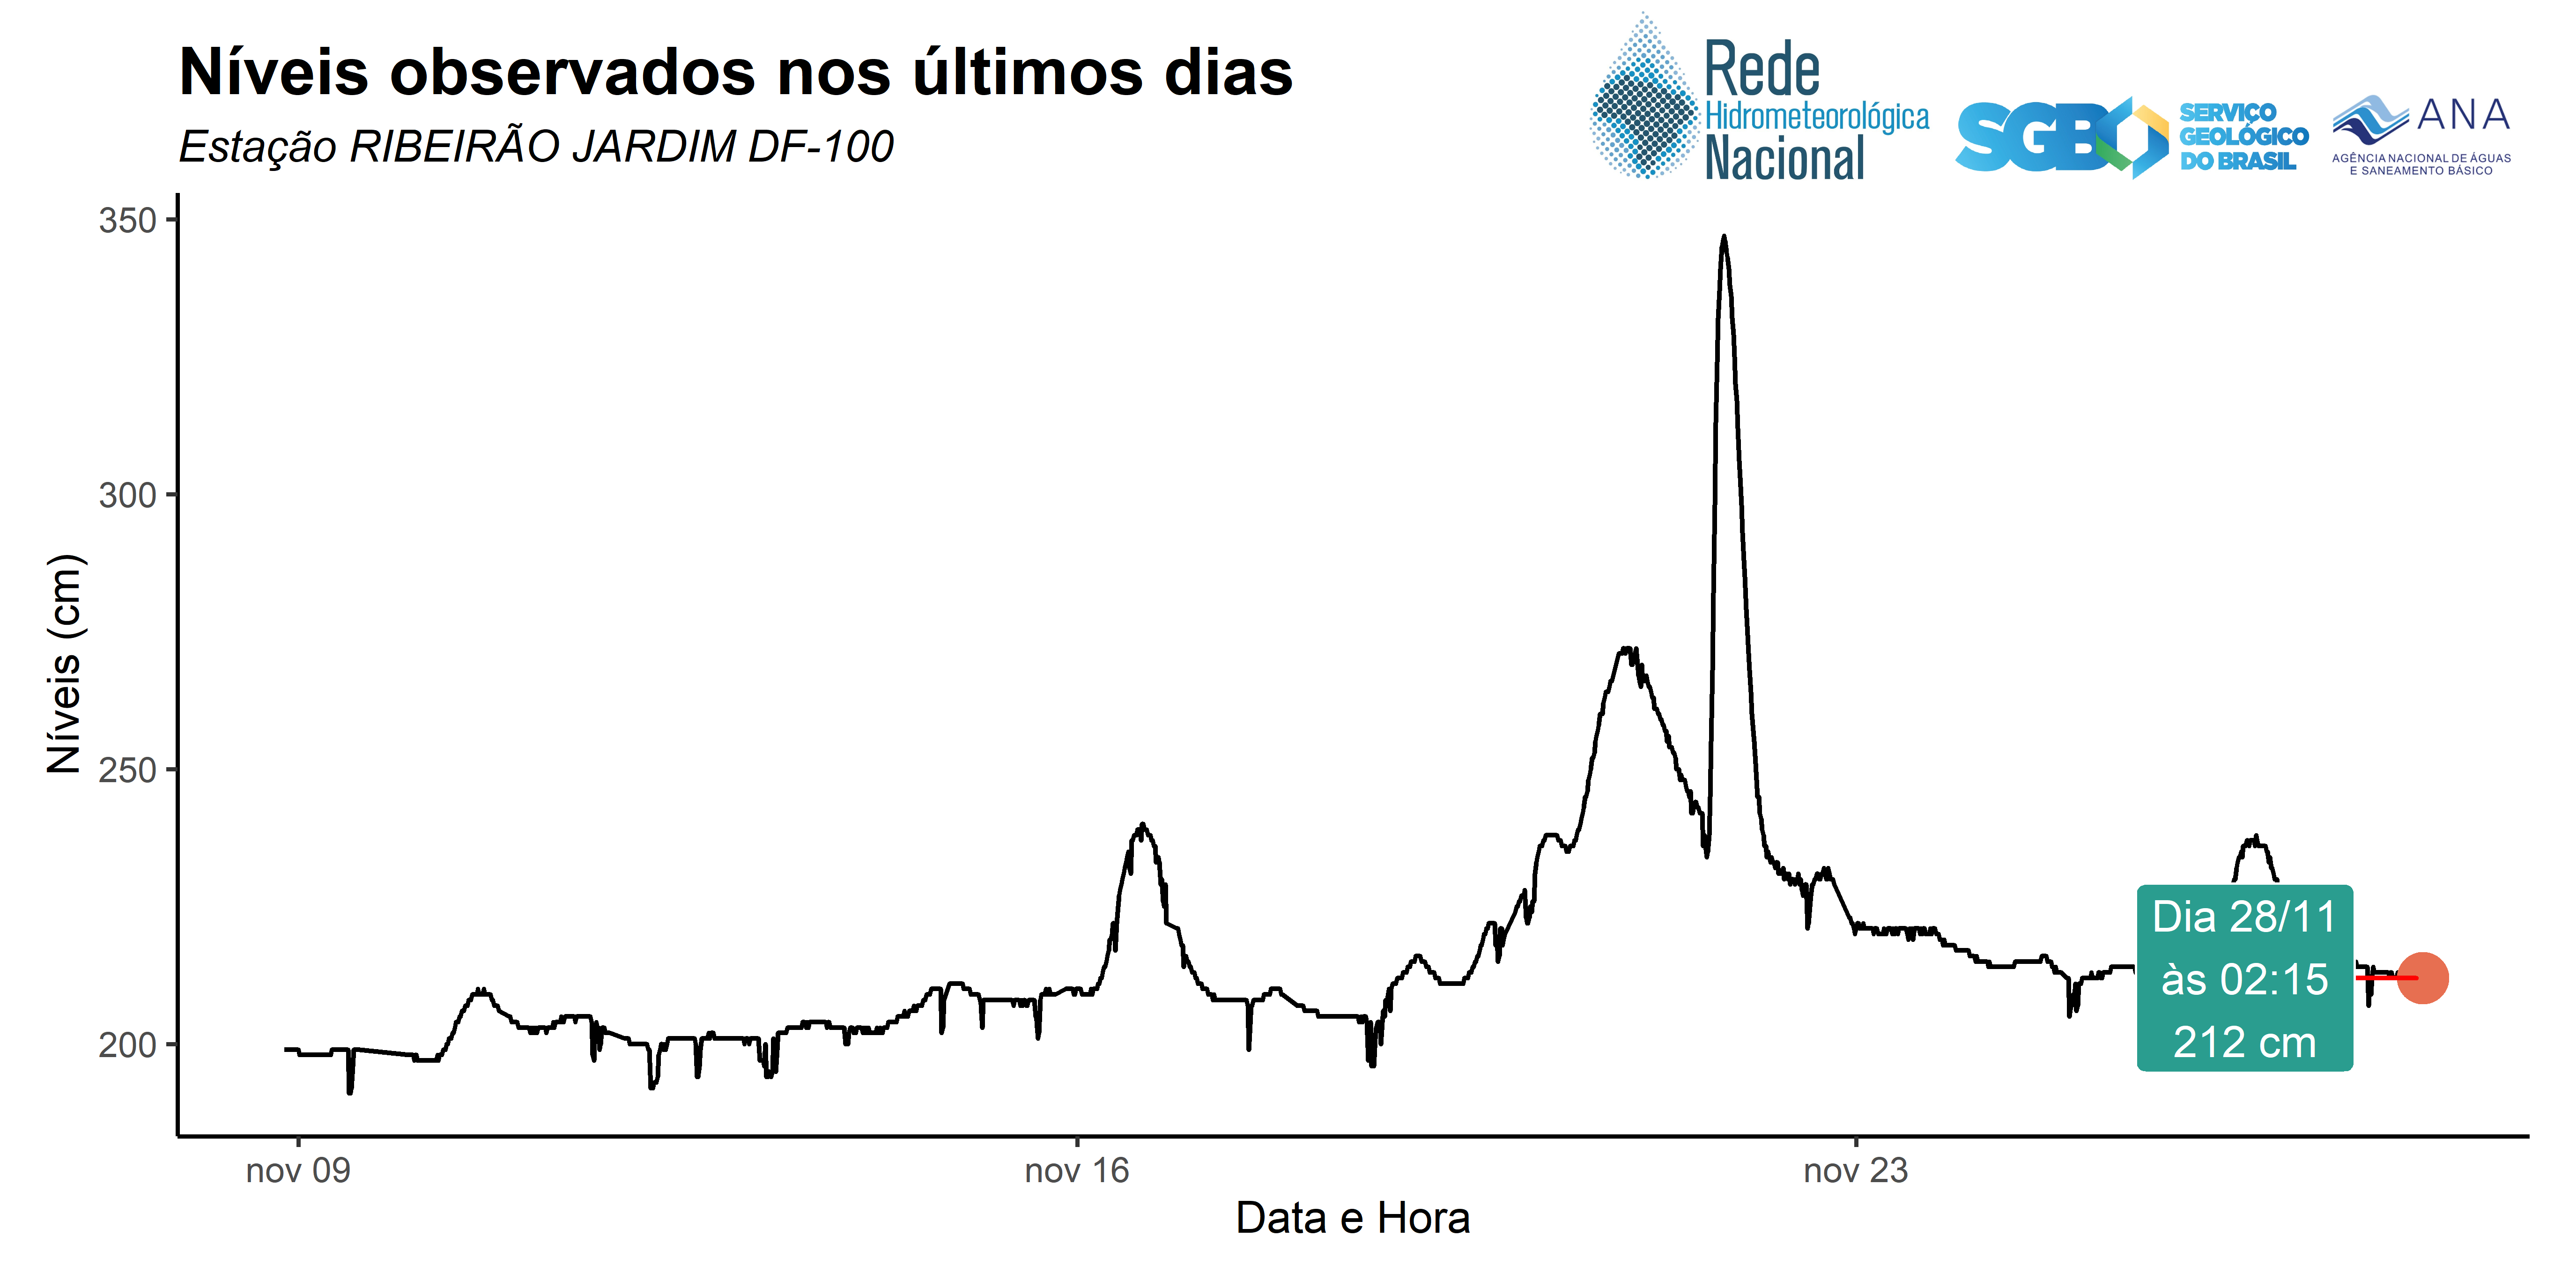 Níveis observados nos últimos dias
Estação RIBEIRÃO JARDIM DF-100
Rede
Hidrometeorológica
Nacional
SGB
SERVIÇO
GEOLÓGICO
DO BRASIL
ANA
AGÊNCIA NACIONAL DE ÁGUAS
E SANEAMENTO BÁSICO
350
300
250
200
Níveis (cm)
Dia 28/11
às 02:15
212 cm
nov 09
nov 16
nov 23
Data e Hora